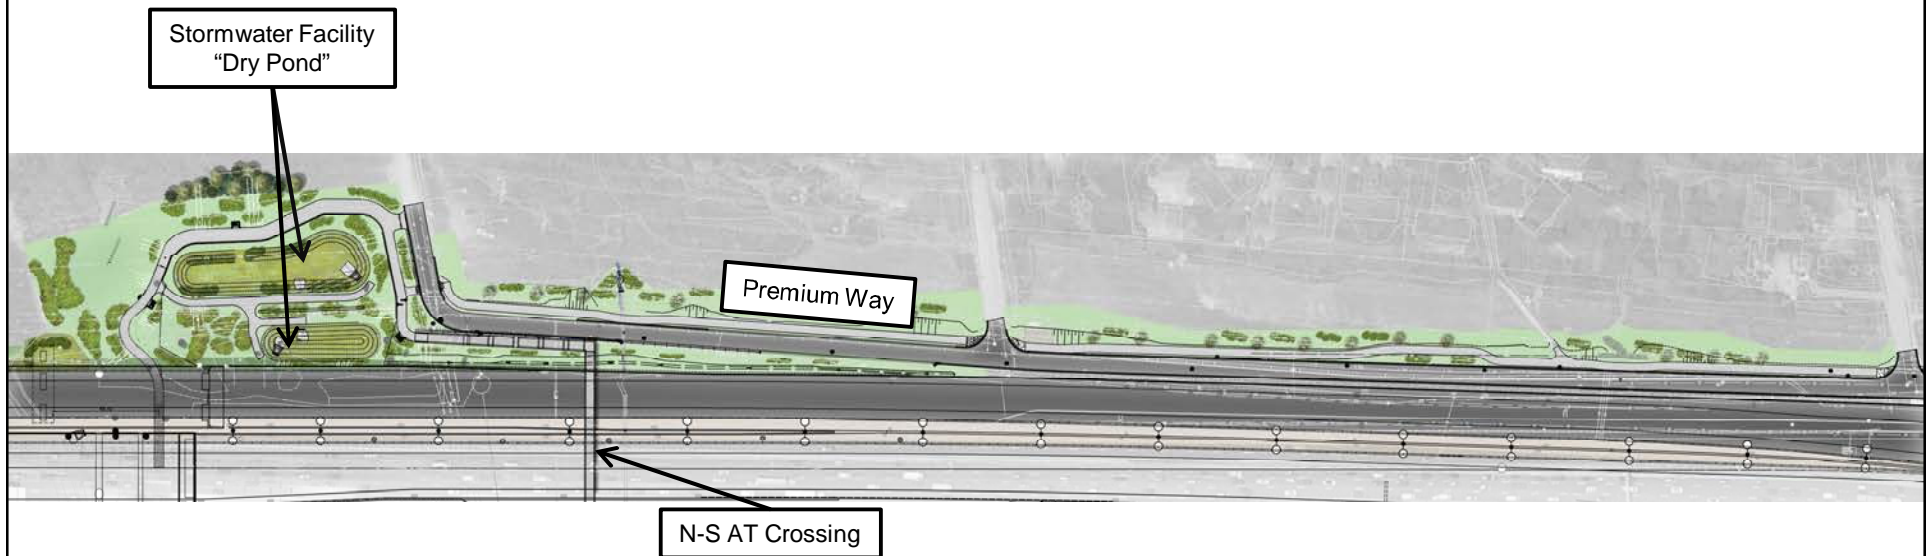 Stormwater Facility
“Dry Pond”
Premium Way
N-S AT Crossing